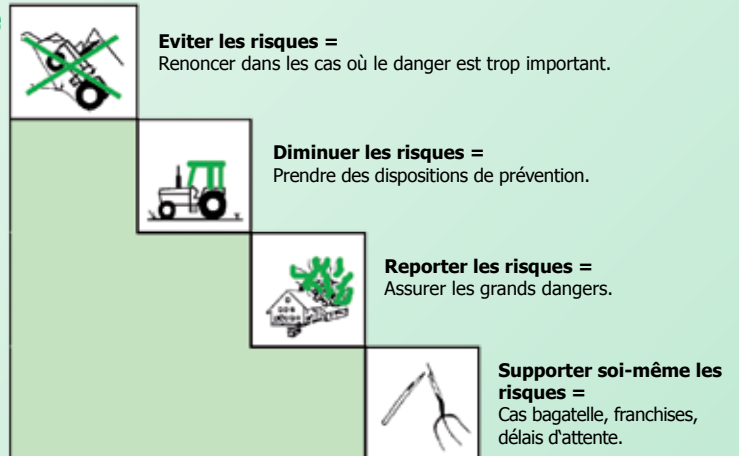 Eviter les risques =
Renoncer dans les cas où le danger est trop important.
Diminuer les risques =
Prendre des dispositions de prévention.
Reporter les risques =
Assurer les grands dangers.
Supporter soi-même les
risques =
Cas bagatelle, franchises,
délais d‘attente.